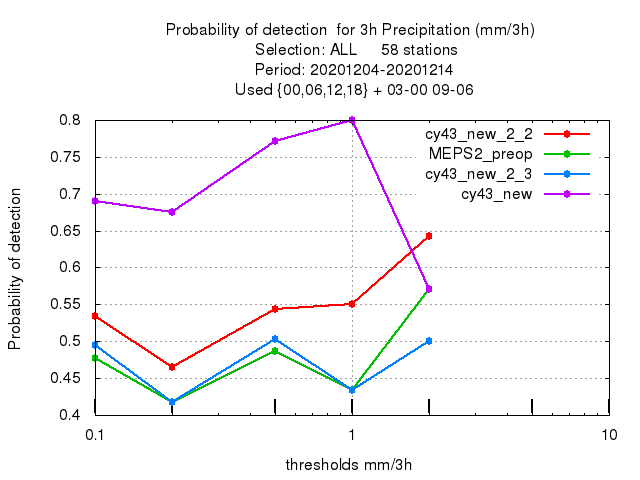 Probability of detection  for 3h Precipitation (mm/3h)
Selection: ALL     58 stations
Period: 20201204-20201214
Used {00,06,12,18} + 03-00 09-06
cy43_new_2_2
MEPS2_preop
cy43_new_2_3
cy43_new
Probability of detection
0.8
0.75
0.7
0.65
0.6
0.55
0.5
0.45
0.4
0.1 1 10
thresholds mm/3h